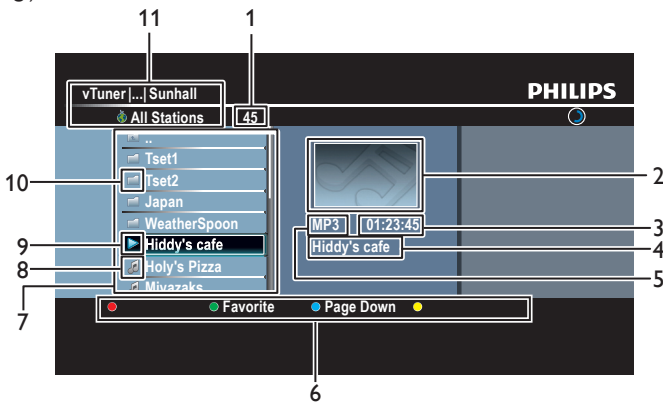 11
1
vTuner |...| Sunhall
PHILIPS
All Stations
45
..
Tset1
10
Tset2
2
Japan
WeatherSpoon
MP3
01:23:45
3
9
Hiddy's cafe
Hiddy's cafe
4
8
Holy's Pizza
5
7
Miyazaks
Favorite
Page Down
6